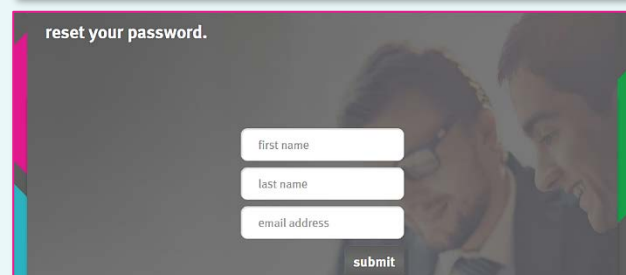 reset your password.
first name
last name
email address
submit